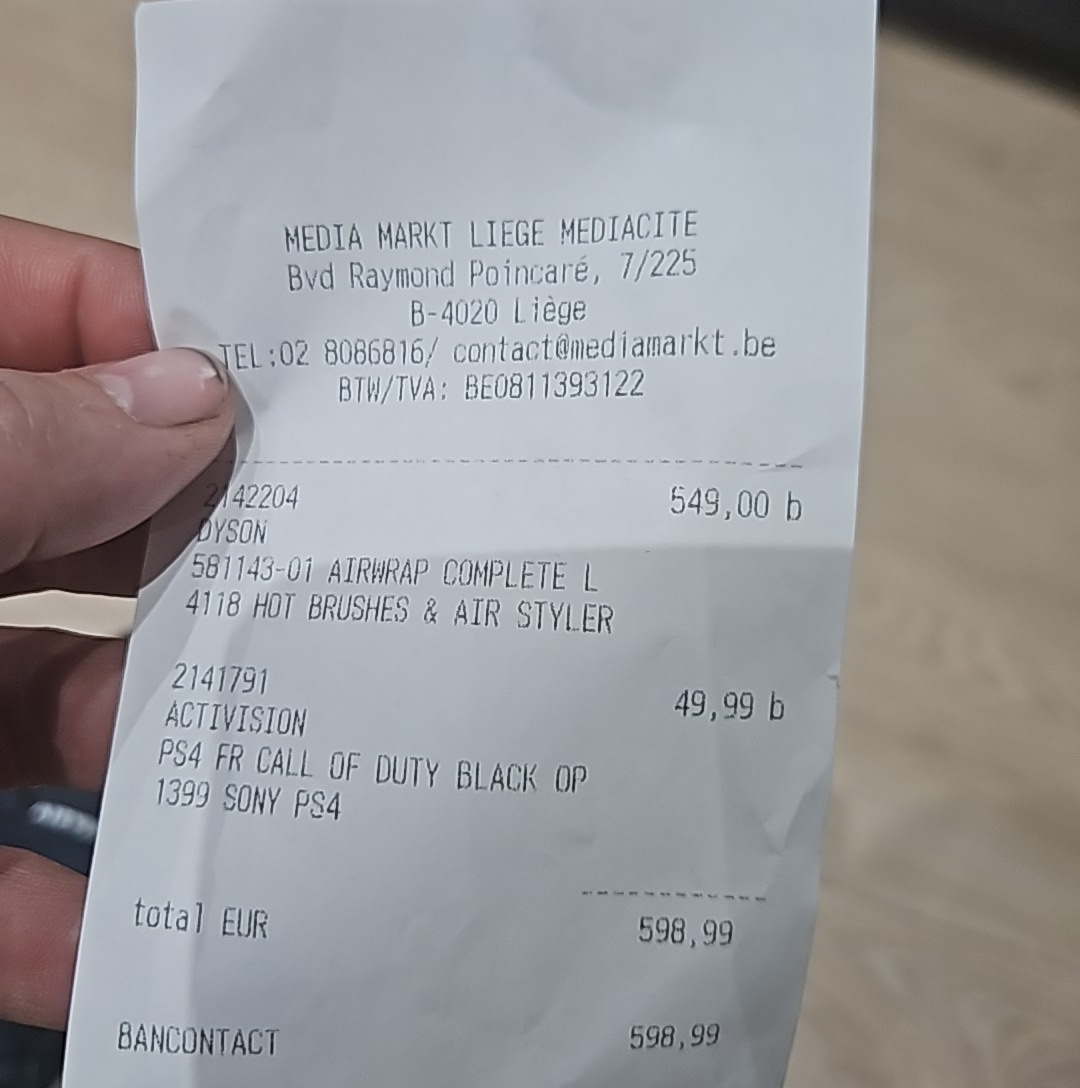 MEDIA MARKT LIEGE MEDIACITE
Bvd Raymond Poincaré, 7/225
B-4020 Liège
TEL:02 8086816/ contact@mediamarkt.be
BTW/TVA: BE0811393122
2142204 549,00 b
DYSON
581143-01 AIRWRAP COMPLETE L
4118 HOT BRUSHES & AIR STYLER
2141791 49,99 b
ACTIVISION
PS4 FR CALL OF DUTY BLACK OP
1399 SONY PS4
total EUR 598,99
BANCONTACT 598,99